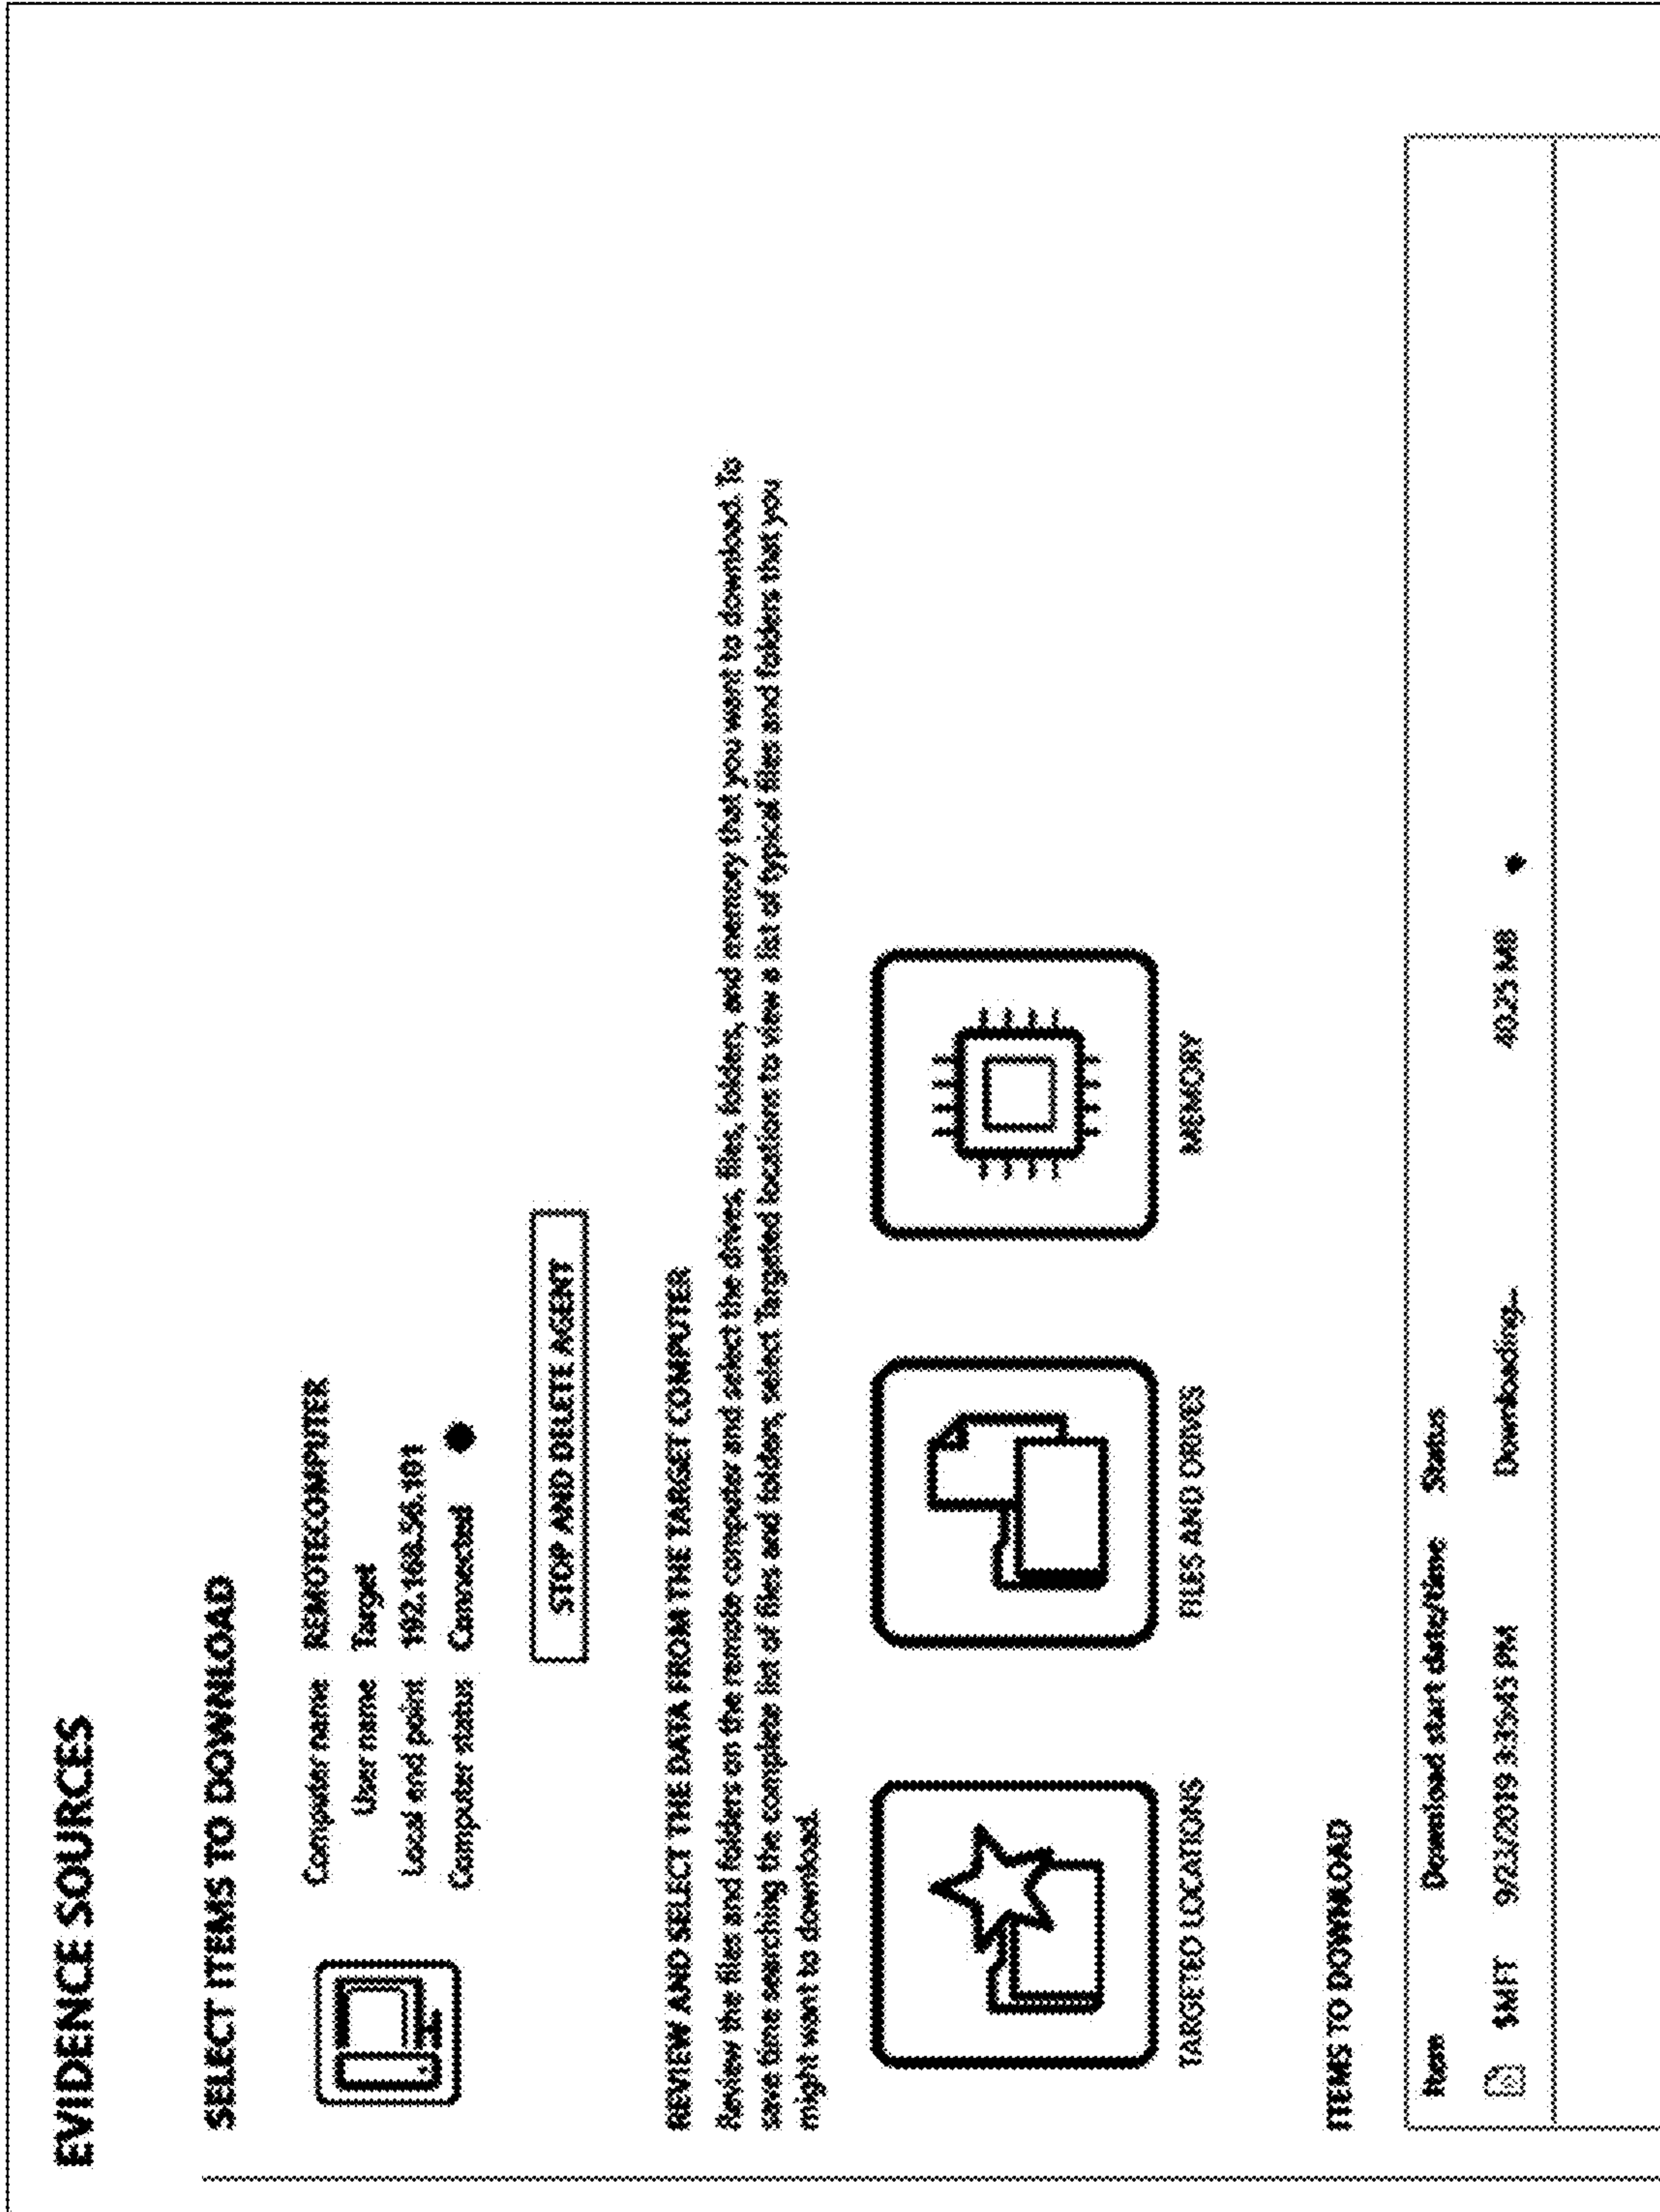 EVIDENCE SOURCES
SELECT ITEMS TO DOWNLOAD
Computer name REMOTECOMPUTER
User name Target
Local end point 192.168.56.101
Computer status Connected
STOP AND DELETE AGENT
REVIEW AND SELECT THE DATA FROM THE TARGET COMPUTER
Review the files and folders on the remote computer and select the drives, files, folders, and memory that you want to download. To
save time searching the complete list of files and folders, select Targeted locations to view a list of typical files and folders that you
might want to download.
TARGETED LOCATIONS FILES AND DRIVES MEMORY
ITEMS TO DOWNLOAD
Item Download start date/time Status
$MFT 9/23/2019 3:35:43 PM Downloading... 40.25 MB